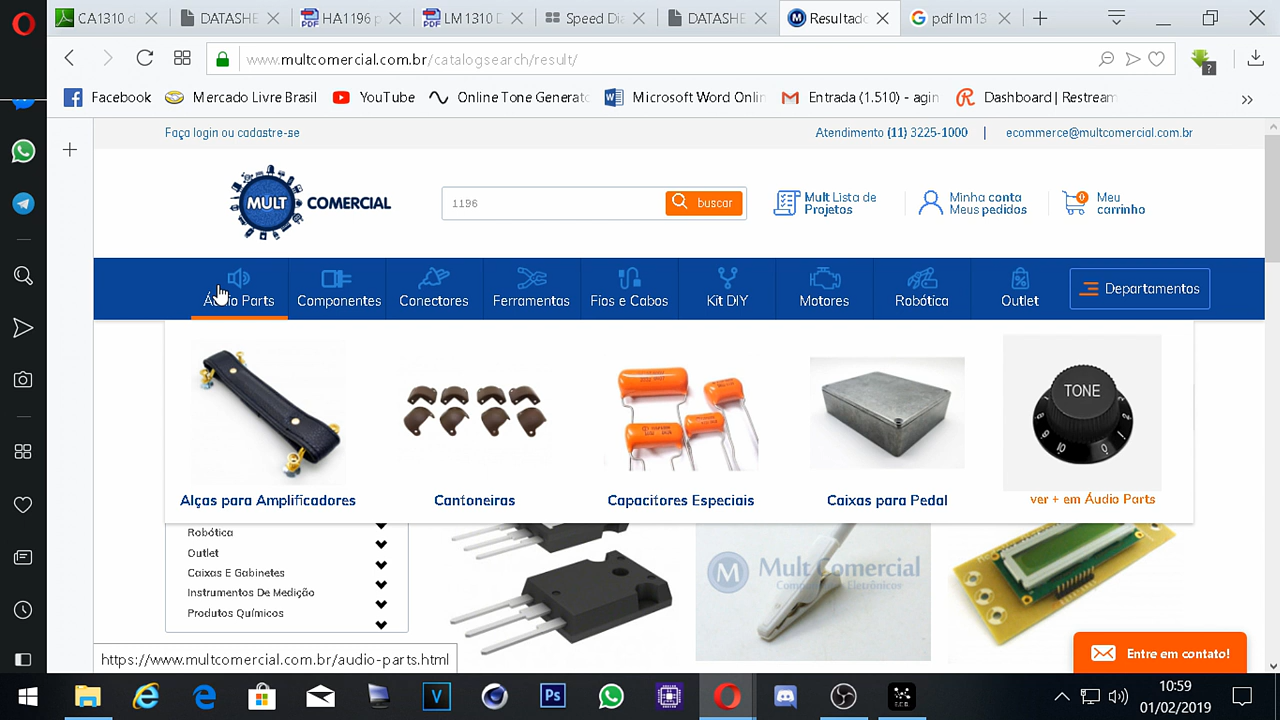 CA1310 d
DATASHE
HA1196 p
LM1310
Speed Di
DATASHE
Resultado
pdf lm13
www.multcomercial.com.br/catalogsearch/result/
Facebook
Mercado Livre Brasil
YouTube
Online Tone Generato
Microsoft Word Onlin
Entrada (1.510) - agin
Dashboard | Restream
Faça login ou cadastre-se
Atendimento (11) 3225-1000 | ecommerce@multcomercial.com.br
MULT COMERCIAL
1196
buscar
Mult Lista de
Projetos
Minha conta
Meus pedidos
0
Meu
carrinho
Áudio Parts
Componentes
Conectores
Ferramentas
Fios e Cabos
Kit DIY
Motores
Robótica
Outlet
Departamentos
TONE
Alças para Amplificadores
Cantoneiras
Capacitores Especiais
Caixas para Pedal
ver + em Áudio Parts
Robótica
Outlet
Caixas E Gabinetes
Instrumentos De Medição
Produtos Químicos
Mult Comercial
Entre em contato!
https://www.multcomercial.com.br/audio-parts.html
10:59
01/02/2019